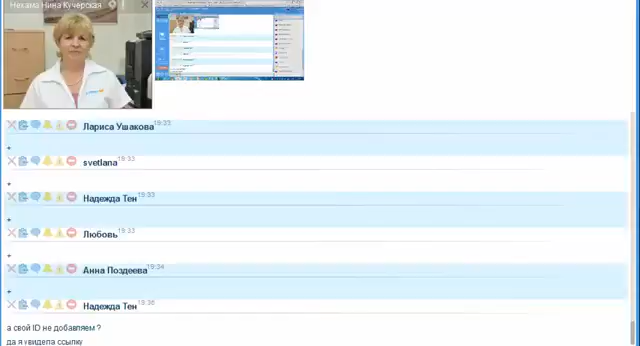 Нехама Нина Кучерская
Лариса Ушакова 19:33
+
svetlana 19:33
+
Надежда Тен 19:33
+
Любовь 19:33
+
Анна Поздеева 19:34
+
Надежда Тен 19:36
а свой ID не добавляем ?
да я увидела ссылку